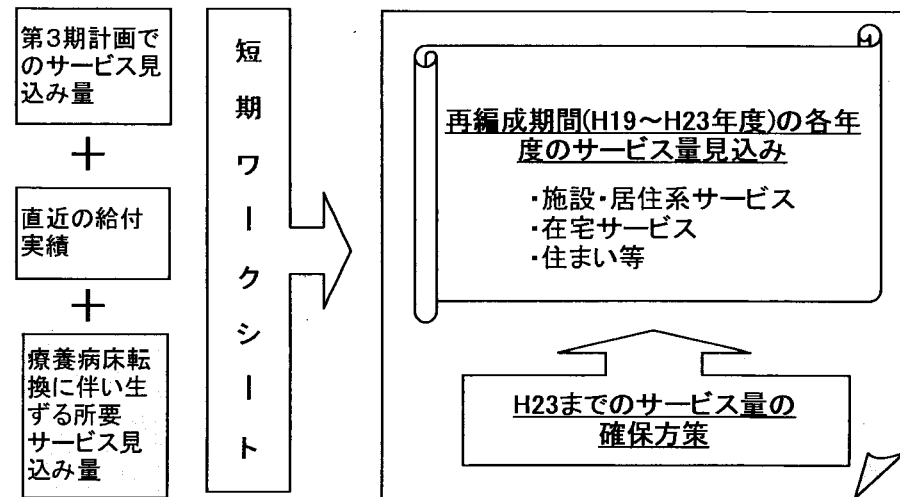 第3期計画で
のサービス見
込み量
＋
直近の給付
実績
＋
療養病床転
換に伴い生
ずる所要
サービス見
込み量
短期ワークシート
再編成期間(H19～H23年度)の各年
度のサービス量見込み
・施設・居住系サービス
・在宅サービス
・住まい等
H23までのサービス量の
確保方策